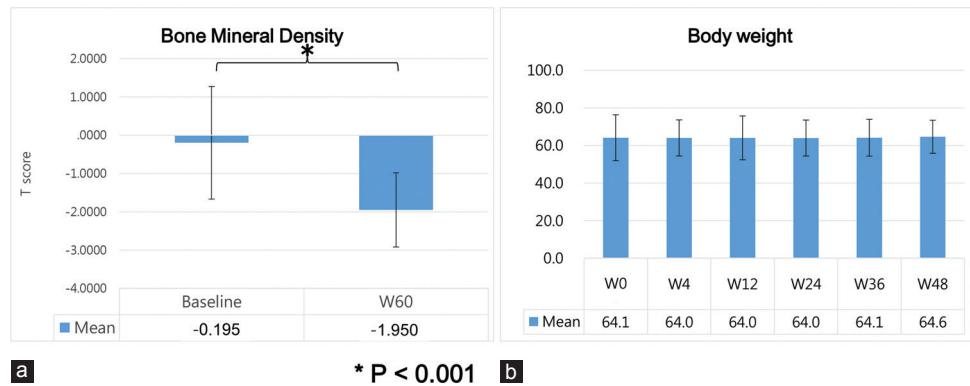 Bone Mineral Density
*
2.0000
1.0000
.0000
-1.0000
-2.0000
-3.0000
-4.0000
T score
Baseline W60
Mean -0.195 -1.950
a
* P < 0.001
Body weight
100.0
80.0
60.0
40.0
20.0
0.0
W0 W4 W12 W24 W36 W48
Mean 64.1 64.0 64.0 64.0 64.1 64.6
b